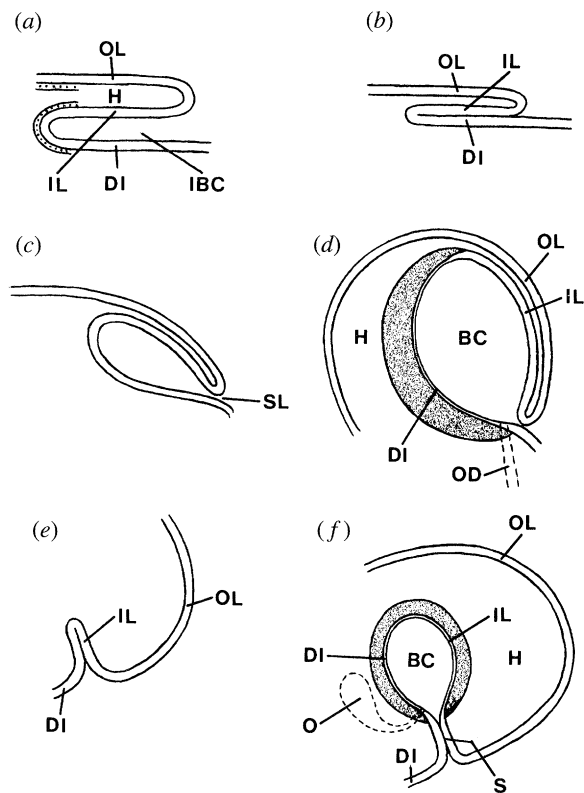 (a)
OL
H
IL
DI
IBC
(b)
OL
IL
DI
(c)
SL
(d)
OL
IL
H
BC
DI
OD
(e)
IL
OL
DI
(f)
OL
IL
DI
BC
H
O
DI
S